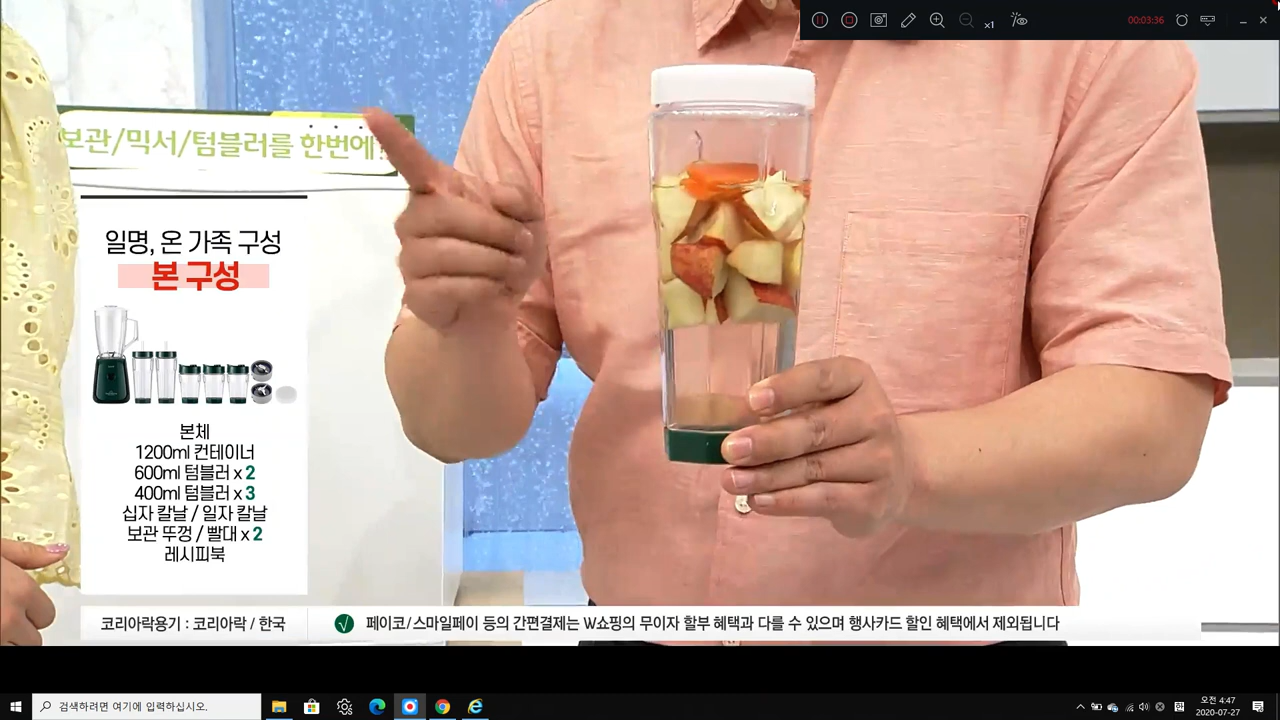 x1
00:03:36
보관/믹서/텀블러를 한번에!
일명, 온 가족 구성
본 구성
본체
1200ml 컨테이너
600ml 텀블러 x 2
400ml 텀블러 x 3
십자 칼날 / 일자 칼날
보관 뚜껑 / 빨대 x 2
레시피북
코리아락용기 : 코리아락 / 한국
페이코/스마일페이 등의 간편결제는 W쇼핑의 무이자 할부 혜택과 다를 수 있으며 행사카드 할인 혜택에서 제외됩니다
검색하려면 여기에 입력하십시오.
오전 4:47
2020-07-27